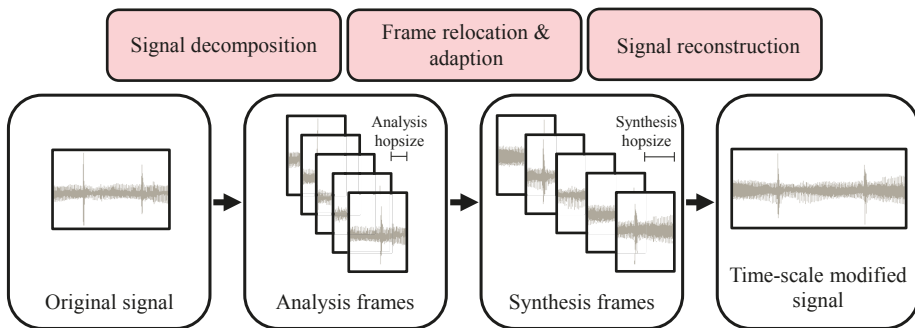 Signal decomposition
Frame relocation &
adaption
Signal reconstruction
Analysis
hopsize
Synthesis
hopsize
Original signal
Analysis frames
Synthesis frames
Time-scale modified
signal